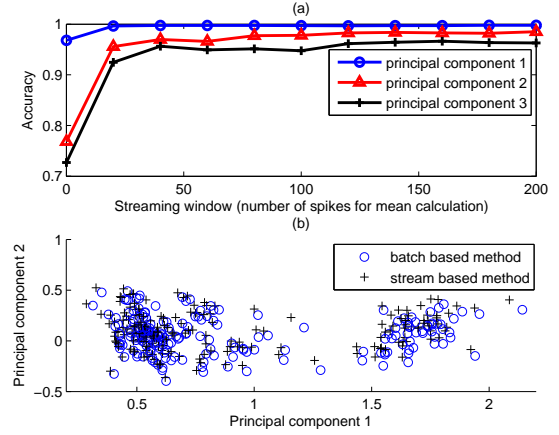 (a)
1
0.9
0.8
0.7
Accuracy
principal component 1
principal component 2
principal component 3
0 50 100 150 200
Streaming window (number of spikes for mean calculation)
(b)
1
0.5
0
−0.5
Principal component 2
batch based method
stream based method
0.5 1 1.5 2
Principal component 1